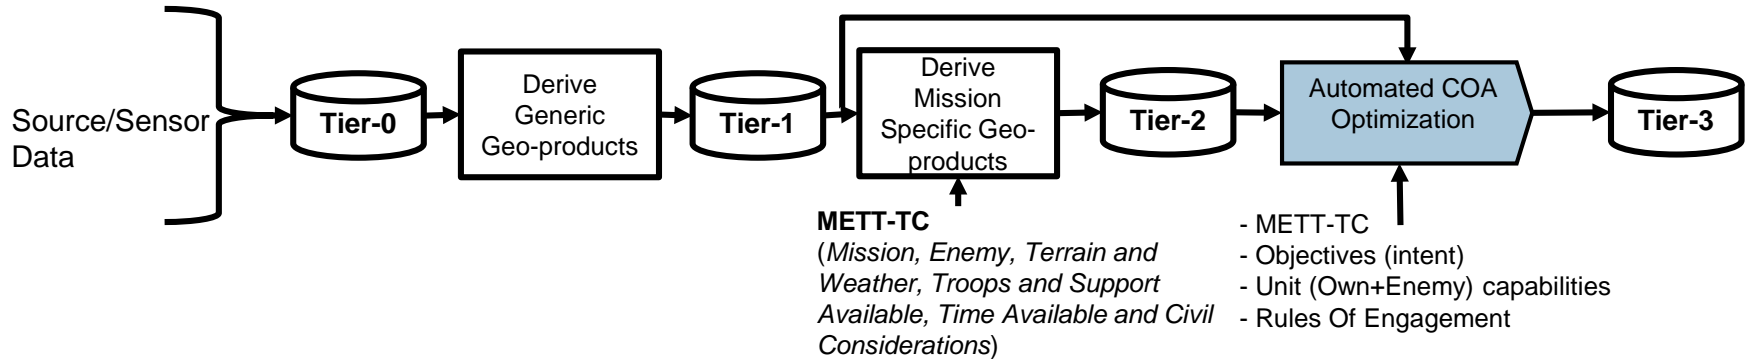 Source/Sensor
Data
Tier-0
Derive
Generic
Geo-products
Tier-1
Derive
Mission
Specific Geo-
products
Tier-2
Automated COA
Optimization
Tier-3
METT-TC
(Mission, Enemy, Terrain and
Weather, Troops and Support
Available, Time Available and Civil
Considerations)
- METT-TC
- Objectives (intent)
- Unit (Own+Enemy) capabilities
- Rules Of Engagement